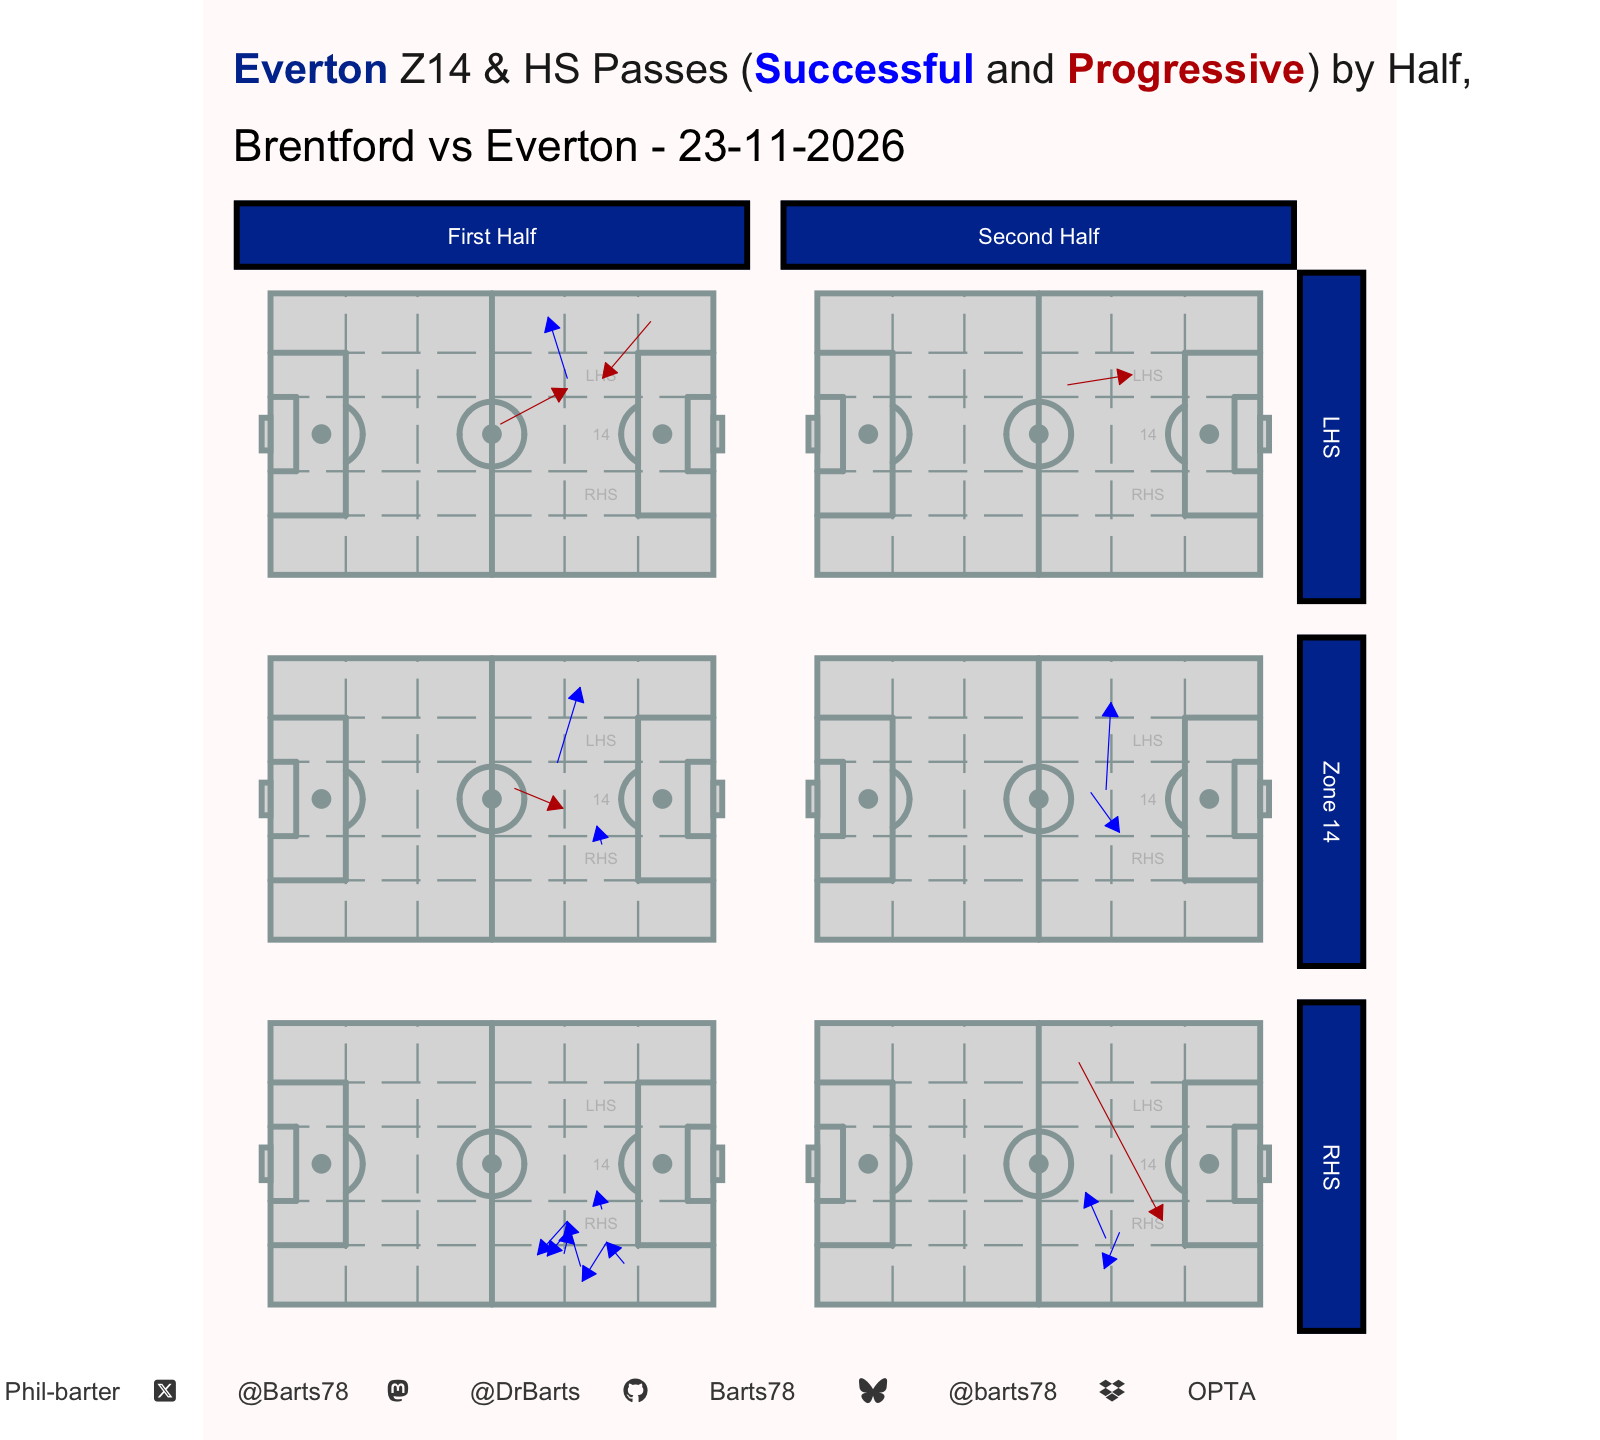 Everton Z14 & HS Passes (Successful and Progressive) by Half,
Brentford vs Everton - 23-11-2026
First Half
Second Half
LHS
14
RHS
LHS
14
RHS
LHS
LHS
14
RHS
LHS
14
RHS
Zone 14
LHS
14
RHS
LHS
14
RHS
RHS
Phil-barter @Barts78 @DrBarts Barts78 @barts78 OPTA